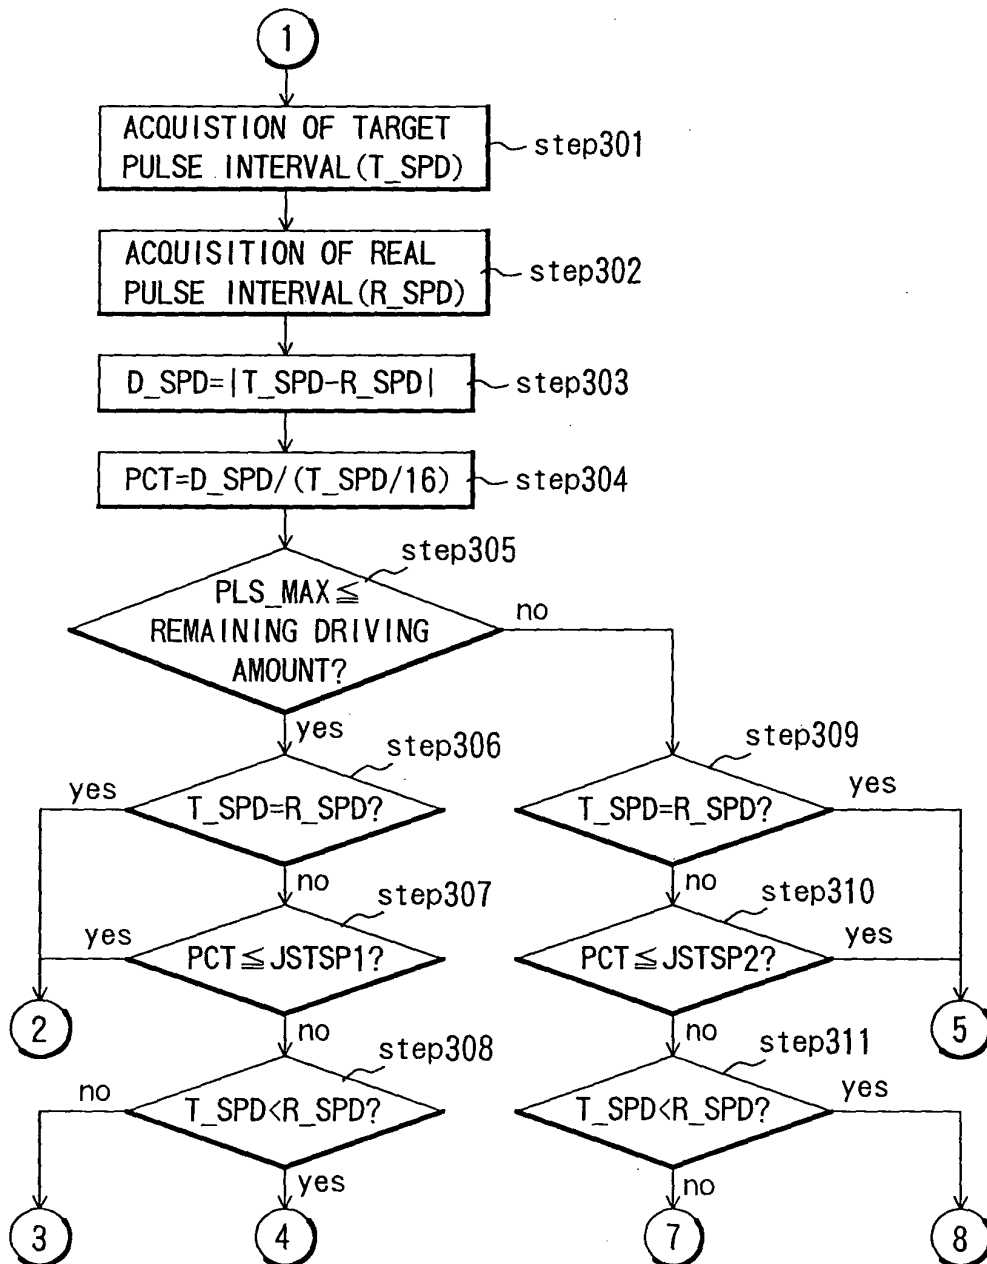 1
ACQUISTION OF TARGET
PULSE INTERVAL(T_SPD)
step301
ACQUISITION OF REAL
PULSE INTERVAL(R_SPD)
step302
D_SPD=|T_SPD-R_SPD|
step303
PCT=D_SPD/(T_SPD/16)
step304
step305
PLS_MAX≦
REMAINING DRIVING
AMOUNT?
no
yes
step306
T_SPD=R_SPD?
yes
no
step309
T_SPD=R_SPD?
yes
no
step307
PCT≦JSTSP1?
yes
no
step310
PCT≦JSTSP2?
yes
no
2
5
step308
T_SPD<R_SPD?
no
yes
step311
T_SPD<R_SPD?
yes
no
3
4
7
8